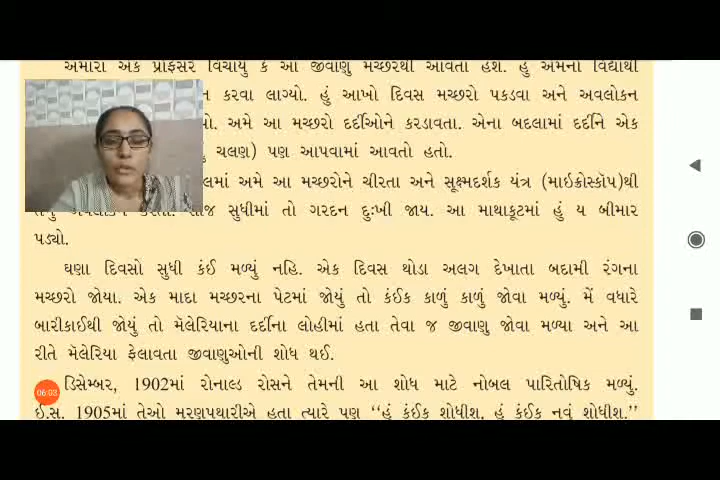 અમારા એક પ્રોફેસરે વિચાર્યું કે આ જીવાણુ મચ્છરથી આવતા હશે. હું એમનો વિદ્યાર્થી
કરવા લાગ્યો. હું આખો દિવસ મચ્છરો પકડવા અને અવલોકન
અમે આ મચ્છરો દર્દીઓને કરડાવતા. એના બદલામાં દર્દીને એક
ચલણ) પણ આપવામાં આવતો હતો.
અમે આ મચ્છરોને ચીરતા અને સૂક્ષ્મદર્શક યંત્ર (માઇક્રોસ્કૉપ)થી
સુધીમાં તો ગરદન દુઃખી જાય. આ માથાકૂટમાં હું ય બીમાર
પડ્યો.
ઘણા દિવસો સુધી કંઈ મળ્યું નહિ. એક દિવસ થોડા અલગ દેખાતા બદામી રંગના
મચ્છરો જોયા. એક માદા મચ્છરના પેટમાં જોયું તો કંઈક કાળું કાળું જોવા મળ્યું. મેં વધારે
બારીકાઈથી જોયું તો મૅલેરિયાના દર્દીના લોહીમાં હતા તેવા જ જીવાણુ જોવા મળ્યા અને આ
રીતે મૅલેરિયા ફેલાવતા જીવાણુઓની શોધ થઈ.
ડિસેમ્બર, 1902માં રોનાલ્ડ રોસને તેમની આ શોધ માટે નોબલ પારિતોષિક મળ્યું.
06:03
ઈ.સ. 1905માં તેઓ મરણપથારીએ હતા ત્યારે પણ "હું કંઈક શોધીશ, હું કંઈક નવું શોધીશ."